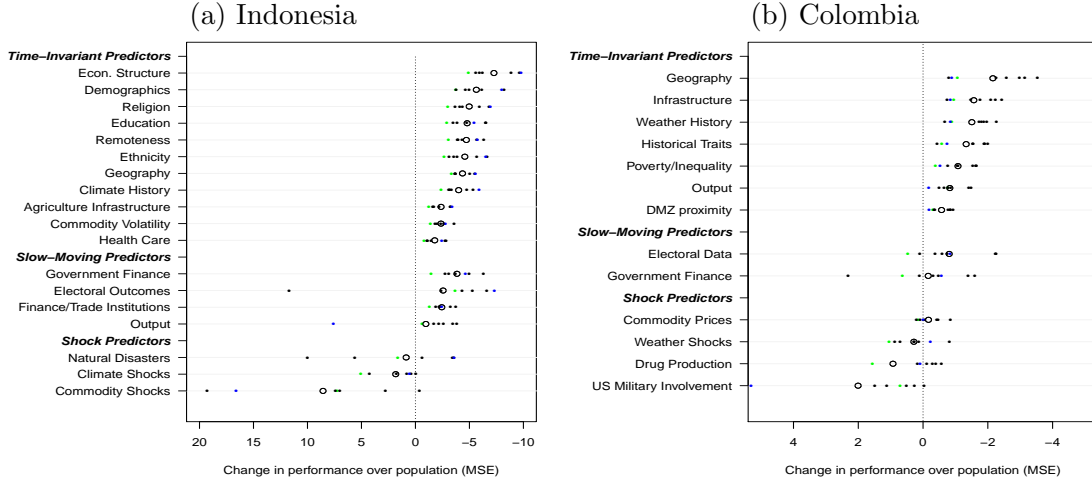 (a) Indonesia
Time–Invariant Predictors
Econ. Structure
Demographics
Religion
Education
Remoteness
Ethnicity
Geography
Climate History
Agriculture Infrastructure
Commodity Volatility
Health Care
Slow–Moving Predictors
Government Finance
Electoral Outcomes
Finance/Trade Institutions
Output
Shock Predictors
Natural Disasters
Climate Shocks
Commodity Shocks
20 15 10 5 0 −5 −10
Change in performance over population (MSE)
(b) Colombia
Time–Invariant Predictors
Geography
Infrastructure
Weather History
Historical Traits
Poverty/Inequality
Output
DMZ proximity
Slow–Moving Predictors
Electoral Data
Government Finance
Shock Predictors
Commodity Prices
Weather Shocks
Drug Production
US Military Involvement
4 2 0 −2 −4
Change in performance over population (MSE)